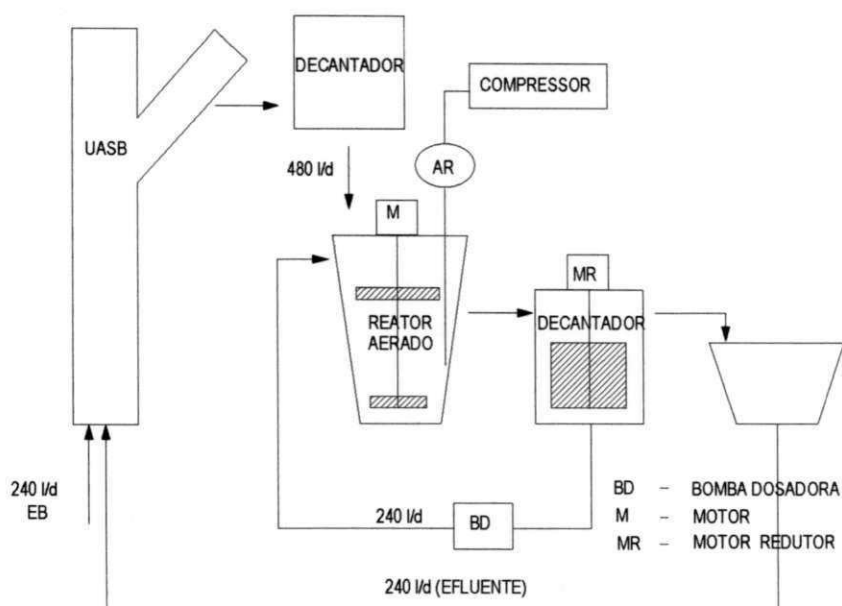 DECANTADOR
COMPRESSOR
UASB
AR
480 l/d
M
MR
REATOR
AERADO
DECANTADOR
240 l/d
EB
240 l/d
BD
BD – BOMBA DOSADORA
M – MOTOR
MR – MOTOR REDUTOR
240 l/d (EFLUENTE)